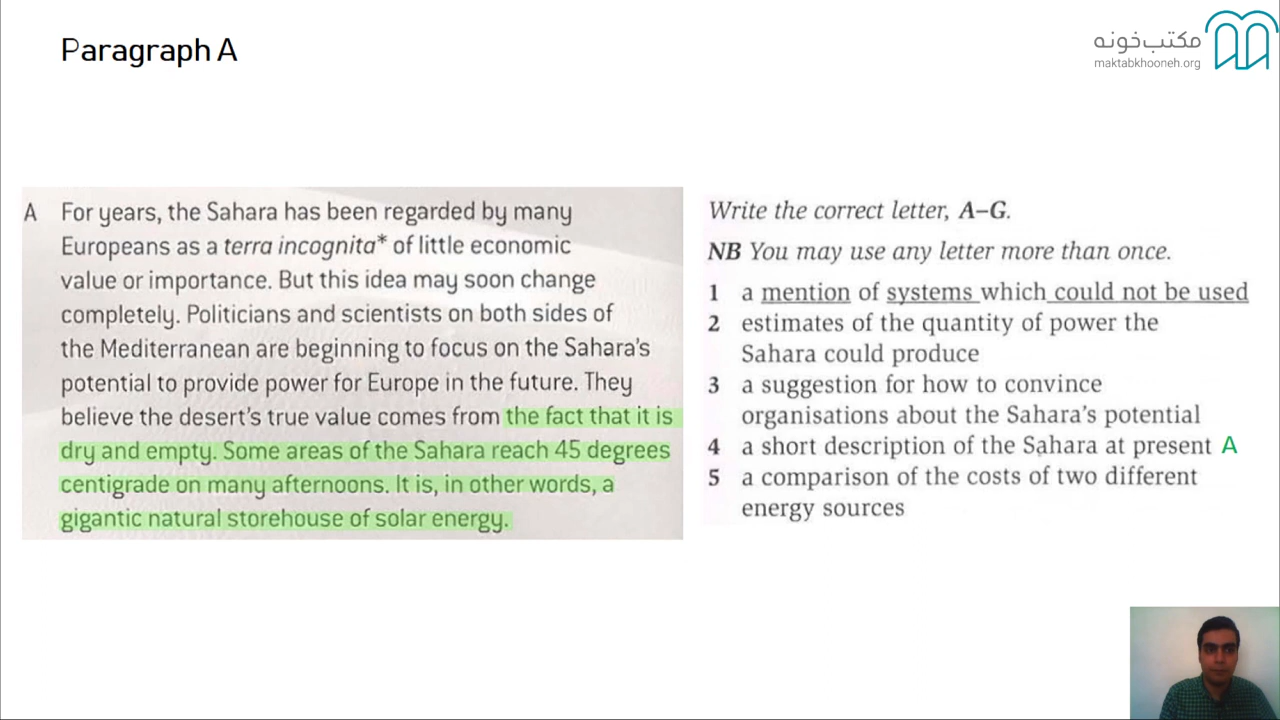 Paragraph A
مکتب‌خونه
maktabkhooneh.org
A For years, the Sahara has been regarded by many
Europeans as a terra incognita* of little economic
value or importance. But this idea may soon change
completely. Politicians and scientists on both sides of
the Mediterranean are beginning to focus on the Sahara's
potential to provide power for Europe in the future. They
believe the desert's true value comes from the fact that it is
dry and empty. Some areas of the Sahara reach 45 degrees
centigrade on many afternoons. It is, in other words, a
gigantic natural storehouse of solar energy.
Write the correct letter, A–G.
NB You may use any letter more than once.
1 a mention of systems which could not be used
2 estimates of the quantity of power the
Sahara could produce
3 a suggestion for how to convince
organisations about the Sahara's potential
4 a short description of the Sahara at present A
5 a comparison of the costs of two different
energy sources